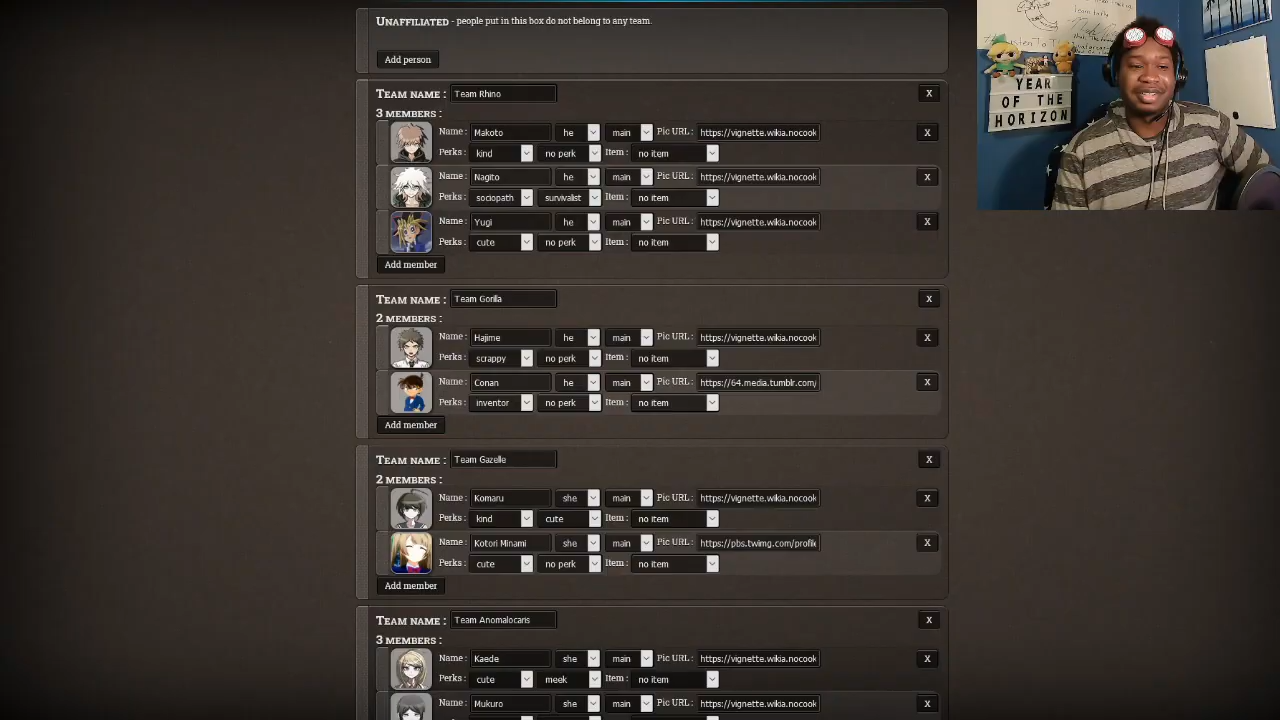 UNAFFILIATED - people put in this box do not belong to any team.
Add person
TEAM NAME : Team Rhino X
3 MEMBERS :
Name : Makoto he main Pic URL : https://vignette.wikia.nocook X
Perks : kind no perk Item : no item
Name : Nagito he main Pic URL : https://vignette.wikia.nocook X
Perks : sociopath survivalist Item : no item
Name : Yugi he main Pic URL : https://vignette.wikia.nocook X
Perks : cute no perk Item : no item
Add member
TEAM NAME : Team Gorilla X
2 MEMBERS :
Name : Hajime he main Pic URL : https://vignette.wikia.nocook X
Perks : scrappy no perk Item : no item
Name : Conan he main Pic URL : https://64.media.tumblr.com/ X
Perks : inventor no perk Item : no item
Add member
TEAM NAME : Team Gazelle X
2 MEMBERS :
Name : Komaru she main Pic URL : https://vignette.wikia.nocook X
Perks : kind cute Item : no item
Name : Kotori Minami she main Pic URL : https://pbs.twimg.com/profile X
Perks : cute no perk Item : no item
Add member
TEAM NAME : Team Anomalocaris X
3 MEMBERS :
Name : Kaede she main Pic URL : https://vignette.wikia.nocook X
Perks : cute meek Item : no item
Name : Mukuro she main Pic URL : https://vignette.wikia.nocook X
YEAR
OF THE
HORIZON